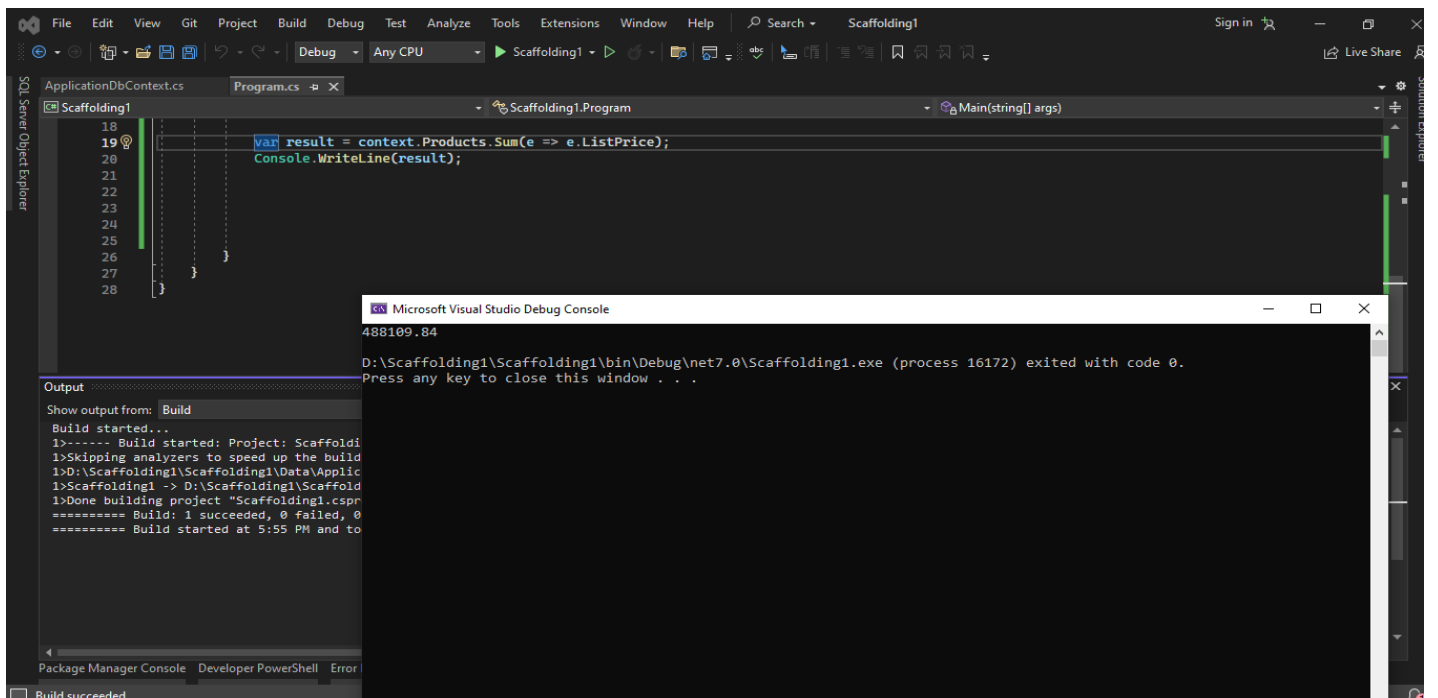 File Edit View Git Project Build Debug Test Analyze Tools Extensions Window Help Search Scaffolding1 Sign in
Debug Any CPU Scaffolding1 Live Share
SQL Server Object Explorer
Solution Explorer
ApplicationDbContext.cs Program.cs
C# Scaffolding1 Scaffolding1.Program Main(string[] args)
18
19 var result = context.Products.Sum(e => e.ListPrice);
20 Console.WriteLine(result);
21
22
23
24
25
26 }
27 }
28 }
Microsoft Visual Studio Debug Console
488109.84
D:\Scaffolding1\Scaffolding1\bin\Debug\net7.0\Scaffolding1.exe (process 16172) exited with code 0.
Press any key to close this window . . .
Output
Show output from: Build
Build started...
1>------ Build started: Project: Scaffoldi
1>Skipping analyzers to speed up the build
1>D:\Scaffolding1\Scaffolding1\Data\Applic
1>Scaffolding1 -> D:\Scaffolding1\Scaffold
1>Done building project "Scaffolding1.cspr
========== Build: 1 succeeded, 0 failed, 0
========== Build started at 5:55 PM and to
Package Manager Console Developer PowerShell Error
Build succeeded